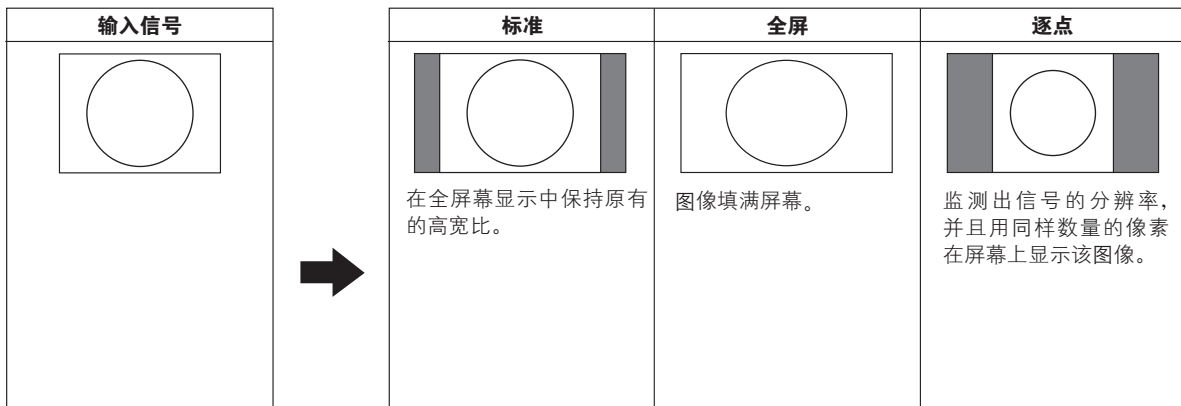 输入信号
标准
全屏
逐点
在全屏幕显示中保持原有
的高宽比。
图像填满屏幕。
监测出信号的分辨率,
并且用同样数量的像素
在屏幕上显示该图像。